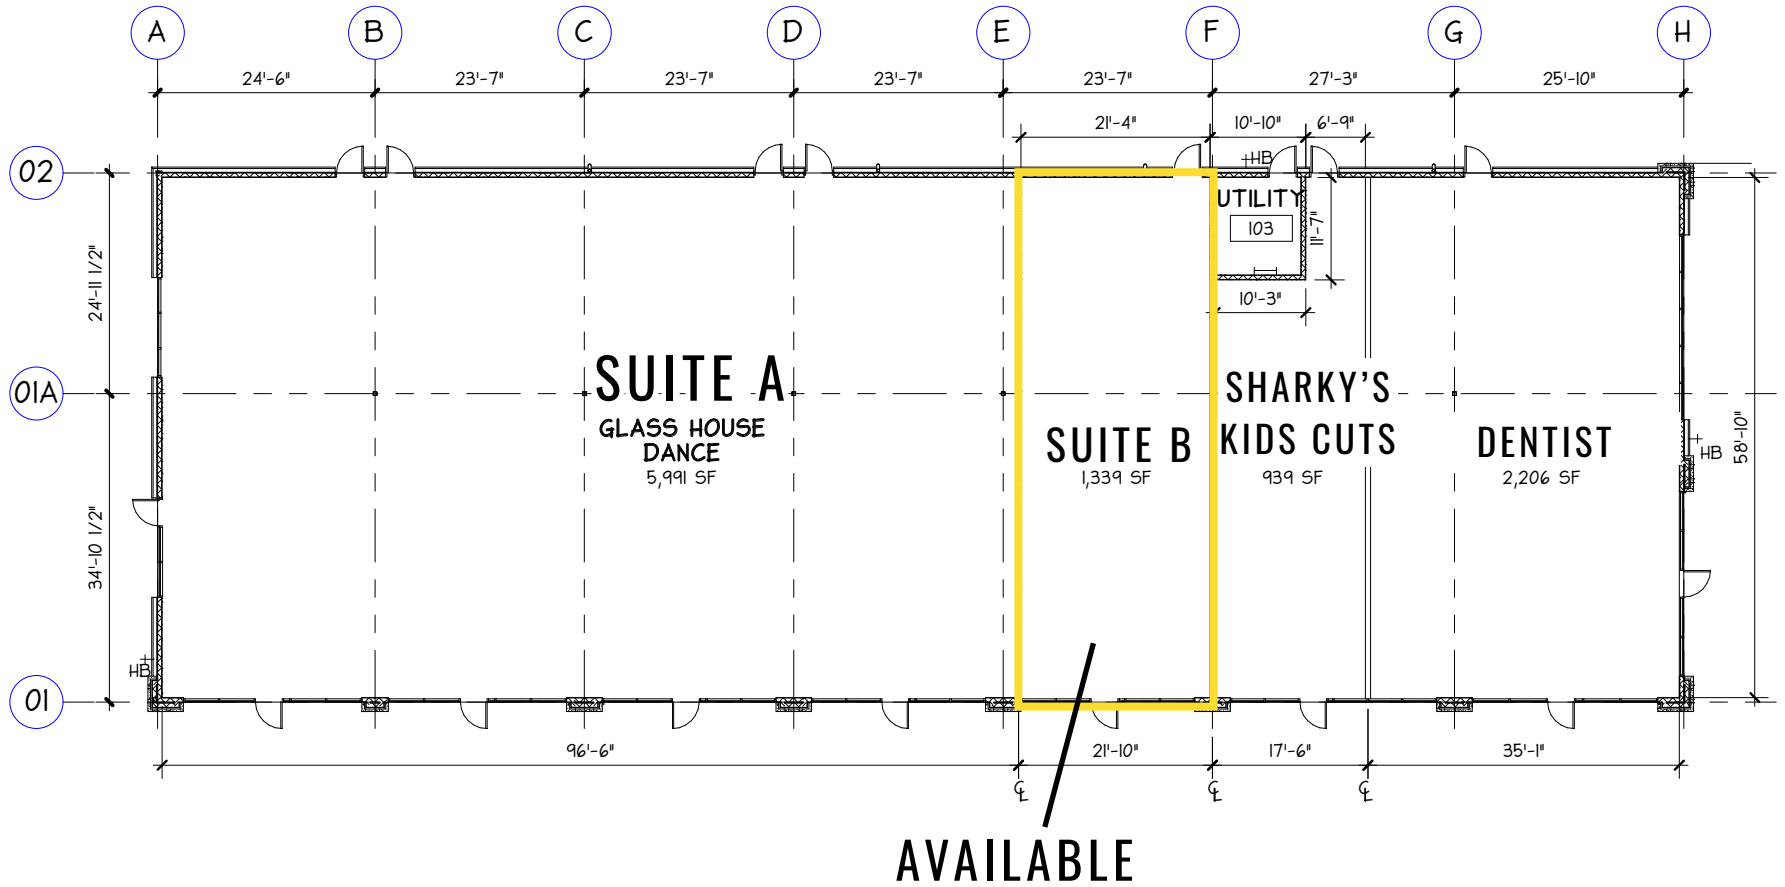 A B C D E F G H
24'-6" 23'-7" 23'-7" 23'-7" 23'-7" 27'-3" 25'-10"
21'-4" 10'-10" 6'-9"
02
HB
UTILITY
103
11'-7"
24'-11 1/2"
10'-3"
01A
SUITE A
GLASS HOUSE
DANCE
5,991 SF
SUITE B
1,339 SF
SHARKY'S
KIDS CUTS
939 SF
DENTIST
2,206 SF
58'-10"
HB
34'-10 1/2"
HB
01
96'-6" 21'-10" 17'-6" 35'-1"
℄ ℄ ℄
AVAILABLE